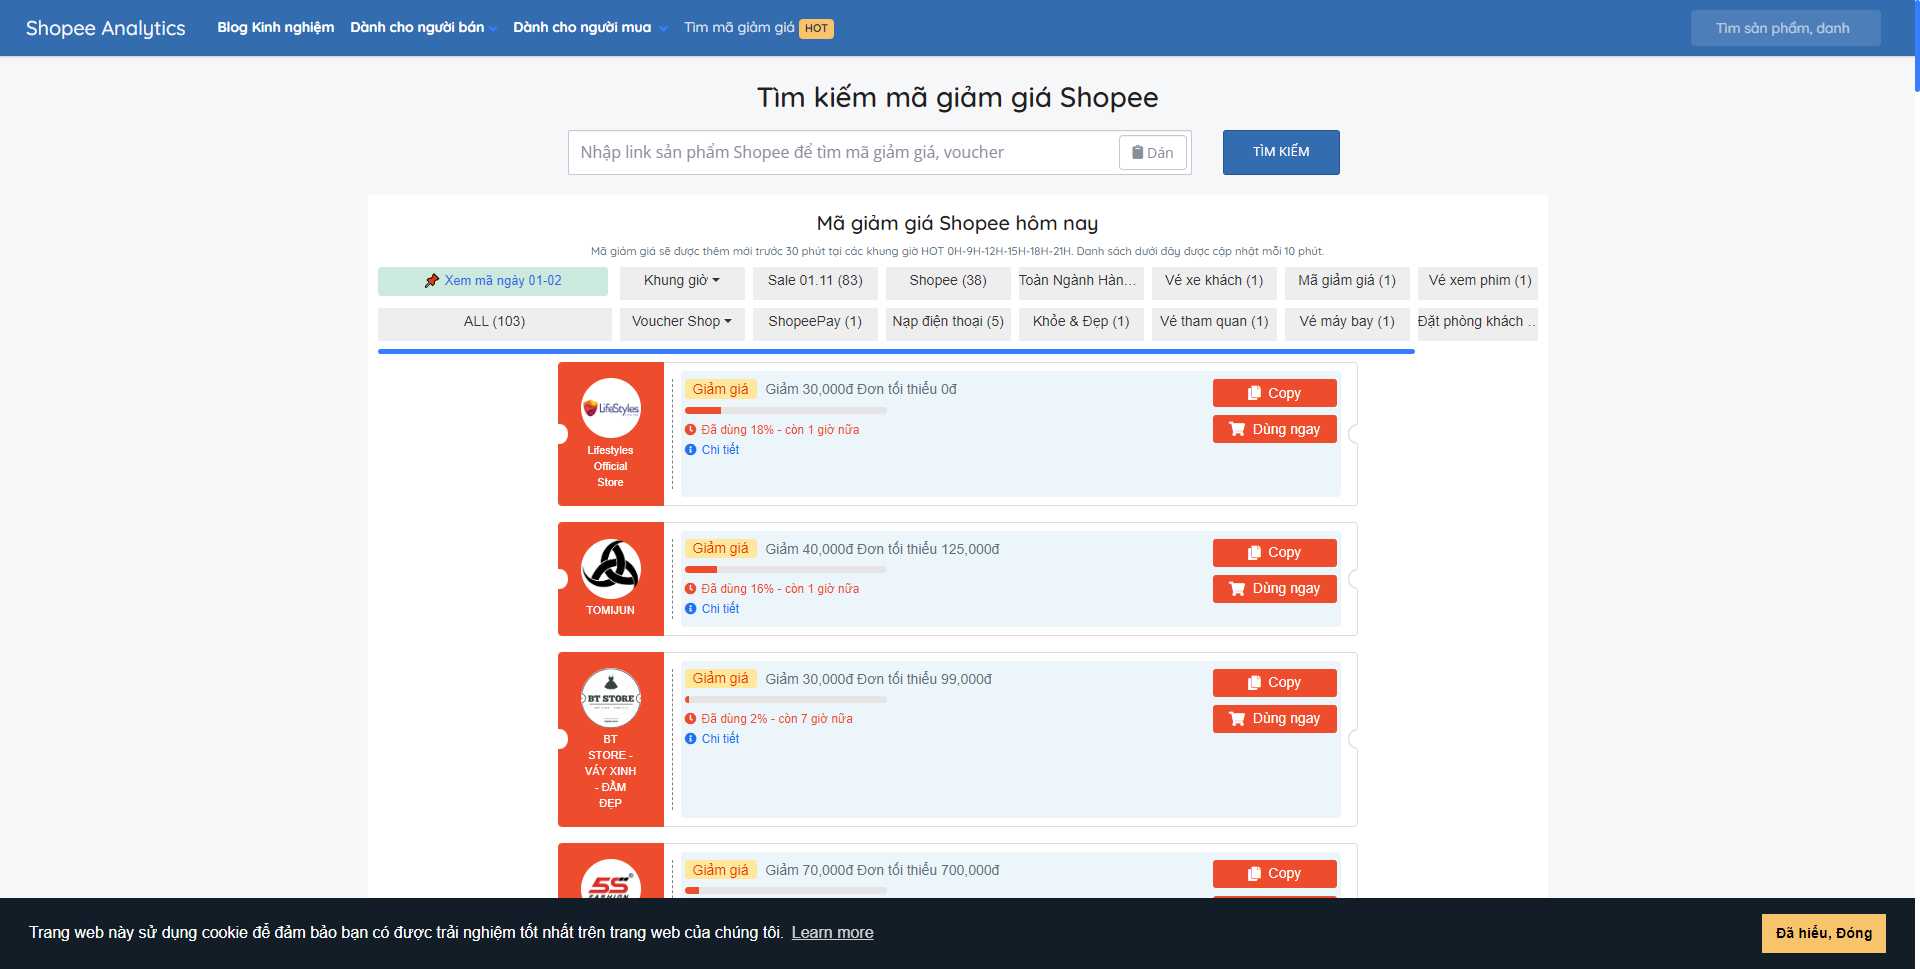 Shopee Analytics Blog Kinh nghiệm Dành cho người bán Dành cho người mua Tìm mã giảm giá HOT Tìm sản phẩm, danh
Tìm kiếm mã giảm giá Shopee
Nhập link sản phẩm Shopee để tìm mã giảm giá, voucher Dán TÌM KIẾM
Mã giảm giá Shopee hôm nay
Mã giảm giá sẽ được thêm mới trước 30 phút tại các khung giờ HOT 0H-9H-12H-15H-18H-21H. Danh sách dưới đây được cập nhật mỗi 10 phút.
Xem mã ngày 01-02 Khung giờ Sale 01.11 (83) Shopee (38) Toàn Ngành Hàn... Vé xe khách (1) Mã giảm giá (1) Vé xem phim (1)
ALL (103) Voucher Shop ShopeePay (1) Nạp điện thoại (5) Khỏe & Đẹp (1) Vé tham quan (1) Vé máy bay (1) Đặt phòng khách ...
LifeStyles
Lifestyles
Official
Store
Giảm giá Giảm 30,000đ Đơn tối thiểu 0đ
Đã dùng 18% - còn 1 giờ nữa
Chi tiết
Copy
Dùng ngay
TOMIJUN
Giảm giá Giảm 40,000đ Đơn tối thiểu 125,000đ
Đã dùng 16% - còn 1 giờ nữa
Chi tiết
Copy
Dùng ngay
BT STORE
BT
STORE -
VÁY XINH
- ĐẦM
ĐẸP
Giảm giá Giảm 30,000đ Đơn tối thiểu 99,000đ
Đã dùng 2% - còn 7 giờ nữa
Chi tiết
Copy
Dùng ngay
5S
FASHION
Giảm giá Giảm 70,000đ Đơn tối thiểu 700,000đ
Copy
Trang web này sử dụng cookie để đảm bảo bạn có được trải nghiệm tốt nhất trên trang web của chúng tôi. Learn more Đã hiểu, Đóng